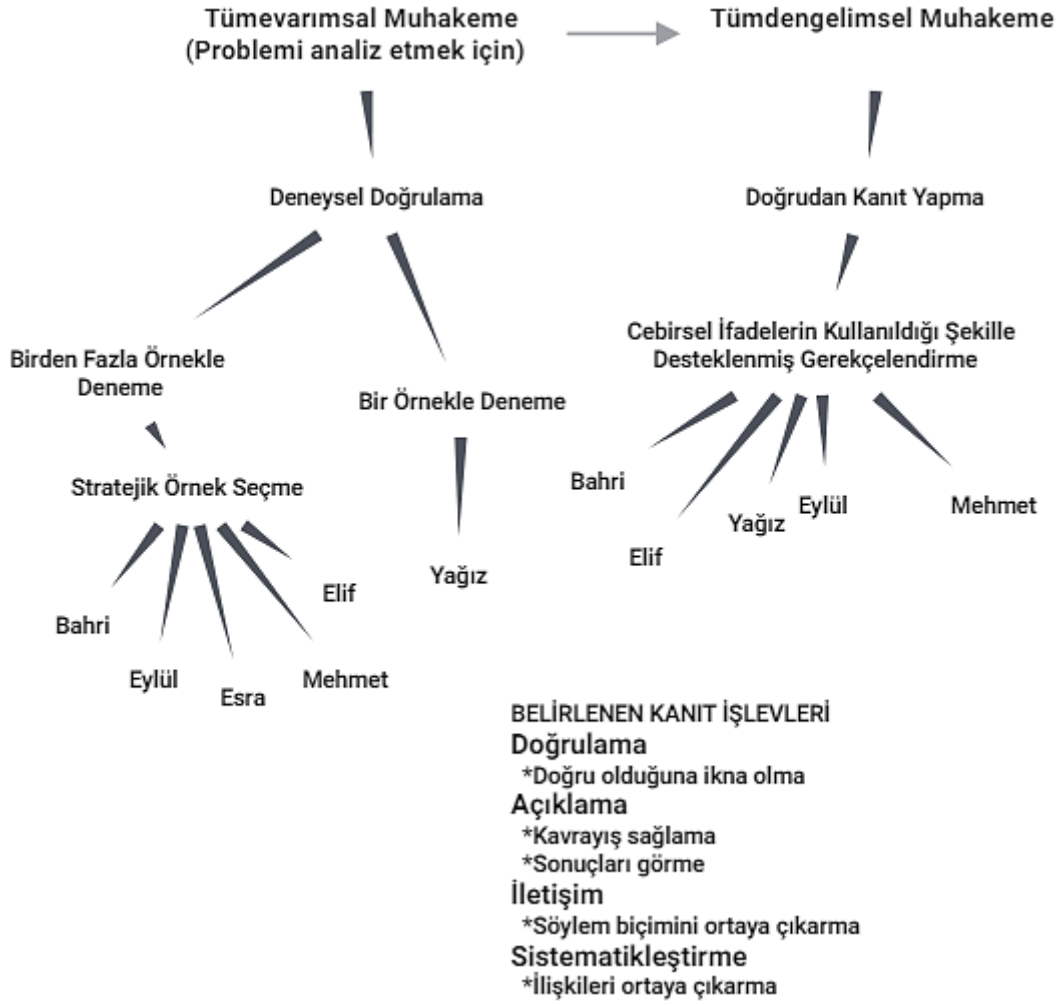 Tümevarımsal Muhakeme
(Problemi analiz etmek için)
Tümdengelimsel Muhakeme
Deneysel Doğrulama
Doğrudan Kanıt Yapma
Birden Fazla Örnekle
Deneme
Bir Örnekle Deneme
Cebirsel İfadelerin Kullanıldığı Şekille
Desteklenmiş Gerekçelendirme
Stratejik Örnek Seçme
Bahri
Eylül
Esra
Mehmet
Elif
Yağız
Bahri
Elif
Yağız
Eylül
Mehmet
BELİRLENEN KANIT İŞLEVLERİ
Doğrulama
*Doğru olduğuna ikna olma
Açıklama
*Kavrayış sağlama
*Sonuçları görme
İletişim
*Söylem biçimini ortaya çıkarma
Sistematikleştirme
*İlişkileri ortaya çıkarma